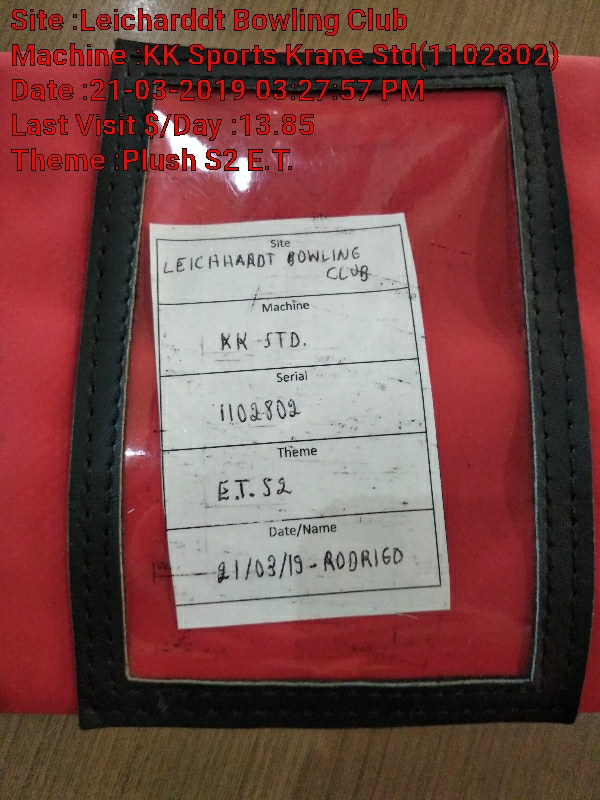 Site :Leicharddt Bowling Club
Machine :KK Sports Krane Std(1102802)
Date :21-03-2019 03:27:57 PM
Last Visit $/Day :13.85
Theme :Plush S2 E.T.
Site
LEICHHARDT BOWLING
CLUB
Machine
KK STD.
Serial
1102802
Theme
E.T. S2
Date/Name
21/03/19 - RODRIGO